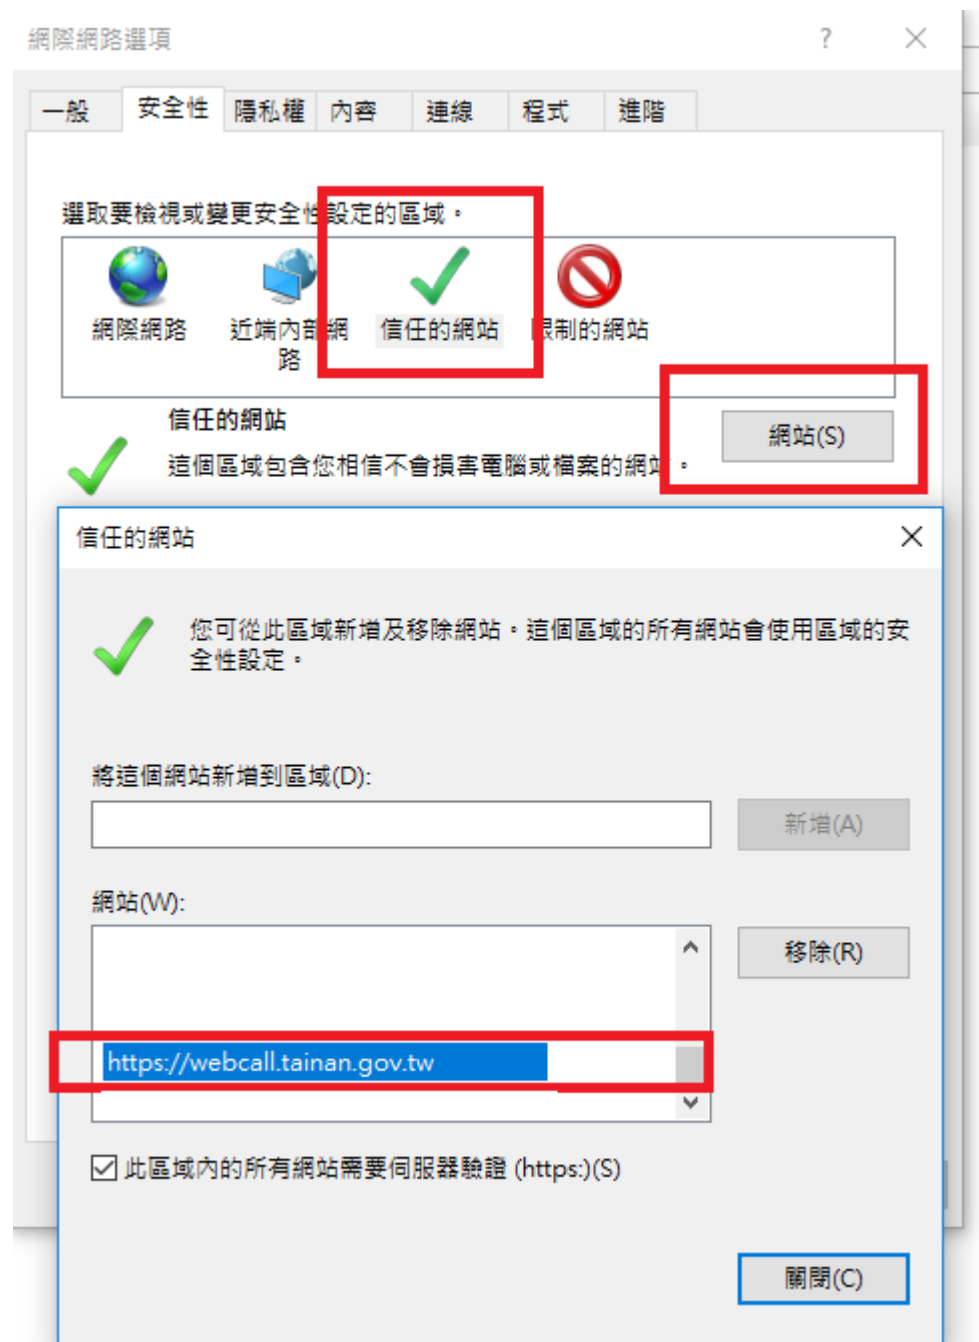 網際網路選項
一般 安全性 隱私權 內容 連線 程式 進階
選取要檢視或變更安全性設定的區域。
網際網路 近端內部網路 信任的網站 限制的網站
信任的網站
網站(S)
這個區域包含您相信不會損害電腦或檔案的網站。
信任的網站
您可從此區域新增及移除網站。這個區域的所有網站會使用區域的安
全性設定。
將這個網站新增到區域(D):
新增(A)
網站(W):
移除(R)
https://webcall.tainan.gov.tw
此區域內的所有網站需要伺服器驗證 (https:)(S)
關閉(C)